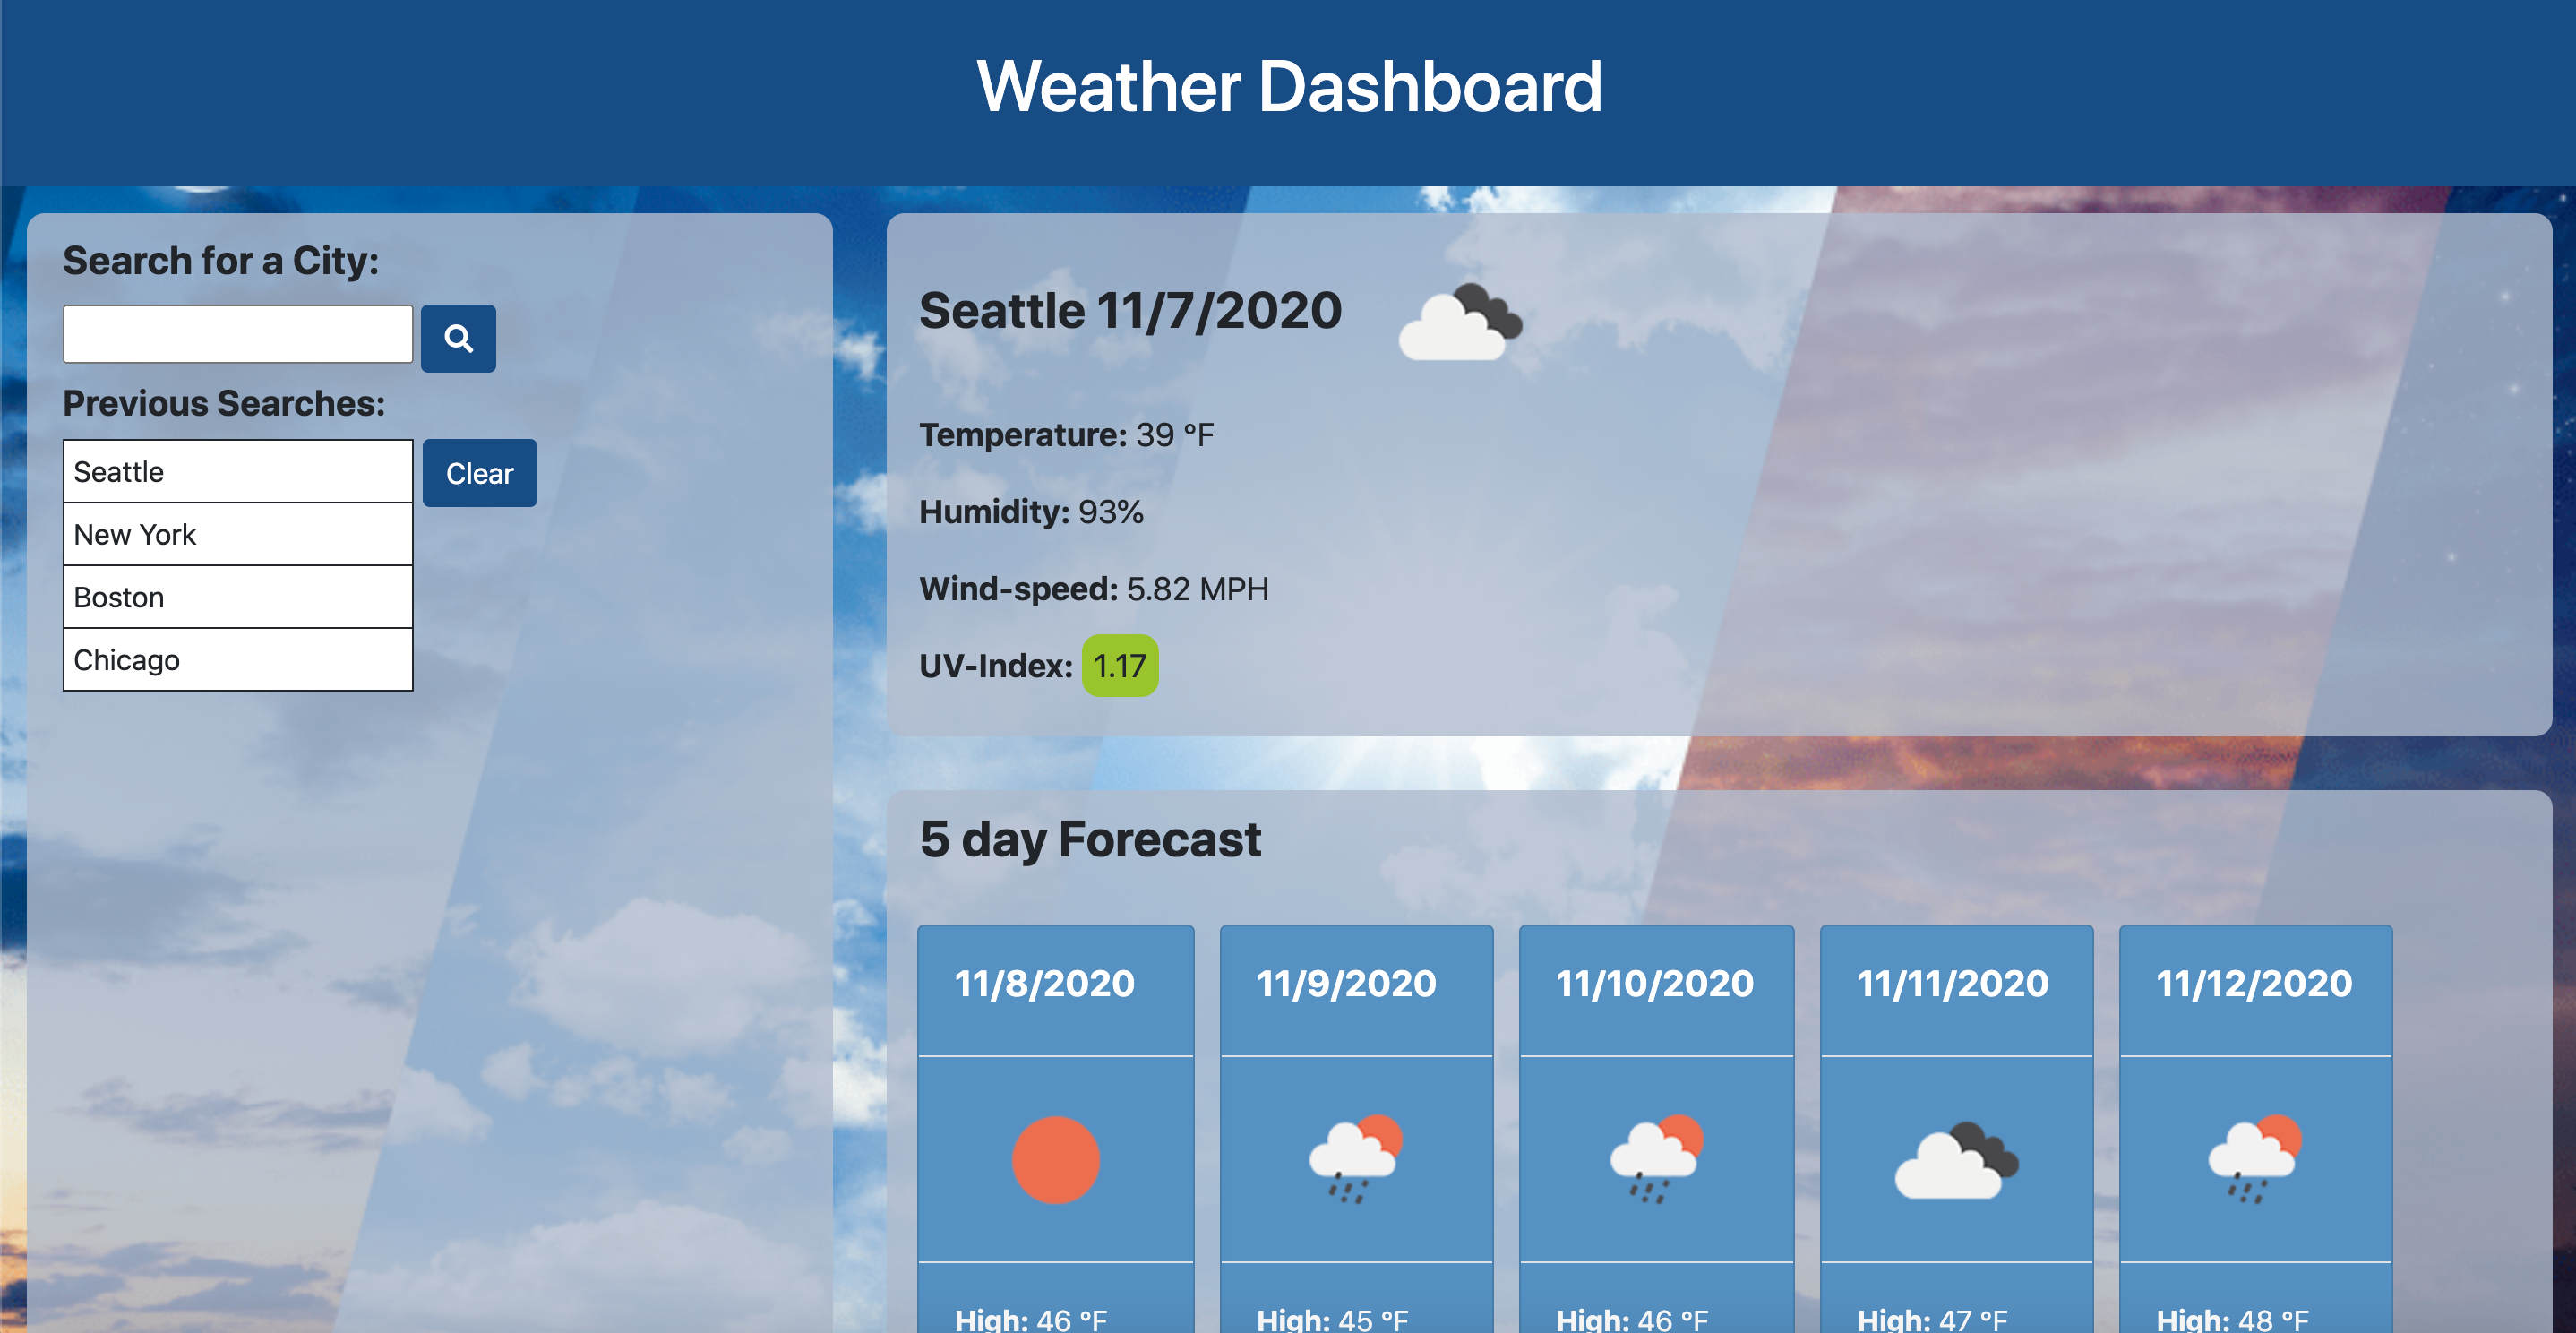 Weather Dashboard
Search for a City:
Previous Searches:
Seattle
Clear
New York
Boston
Chicago
Seattle 11/7/2020
Temperature: 39 °F
Humidity: 93%
Wind-speed: 5.82 MPH
UV-Index: 1.17
5 day Forecast
11/8/2020
High: 46 °F
11/9/2020
High: 45 °F
11/10/2020
High: 46 °F
11/11/2020
High: 47 °F
11/12/2020
High: 48 °F